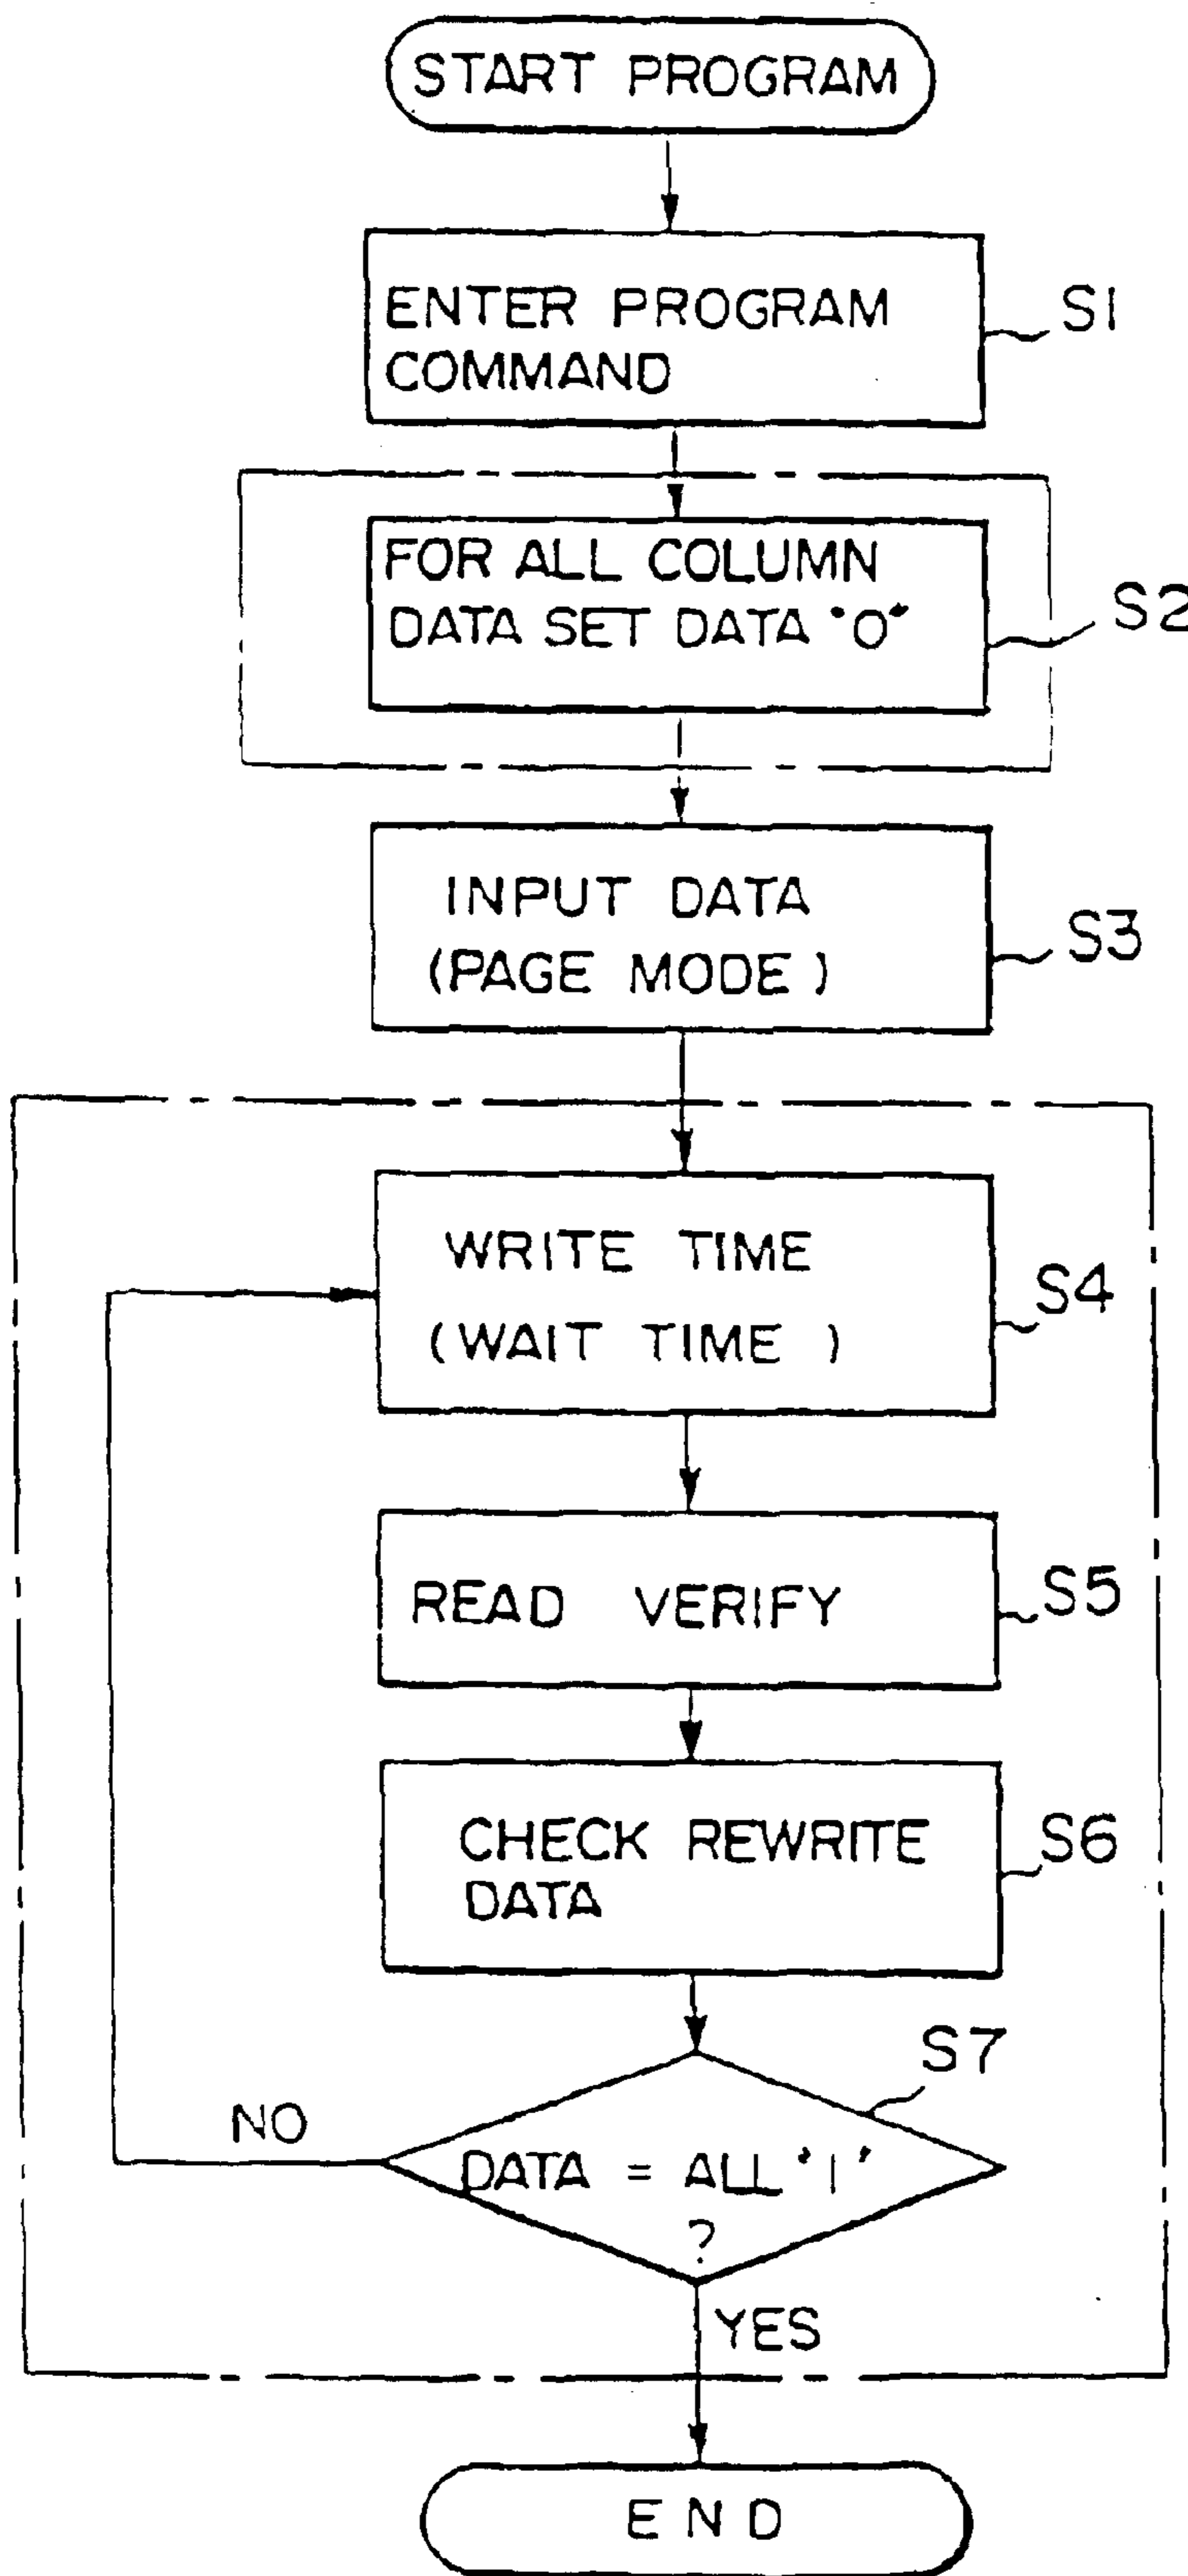 START PROGRAM
ENTER PROGRAM
COMMAND
S1
FOR ALL COLUMN
DATA SET DATA "0"
S2
INPUT DATA
(PAGE MODE)
S3
WRITE TIME
(WAIT TIME)
S4
READ VERIFY
S5
CHECK REWRITE
DATA
S6
S7
NO
DATA = ALL "1"
?
YES
END